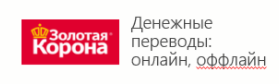 Золотая
Корона
Денежные
переводы:
онлайн, оффлайн